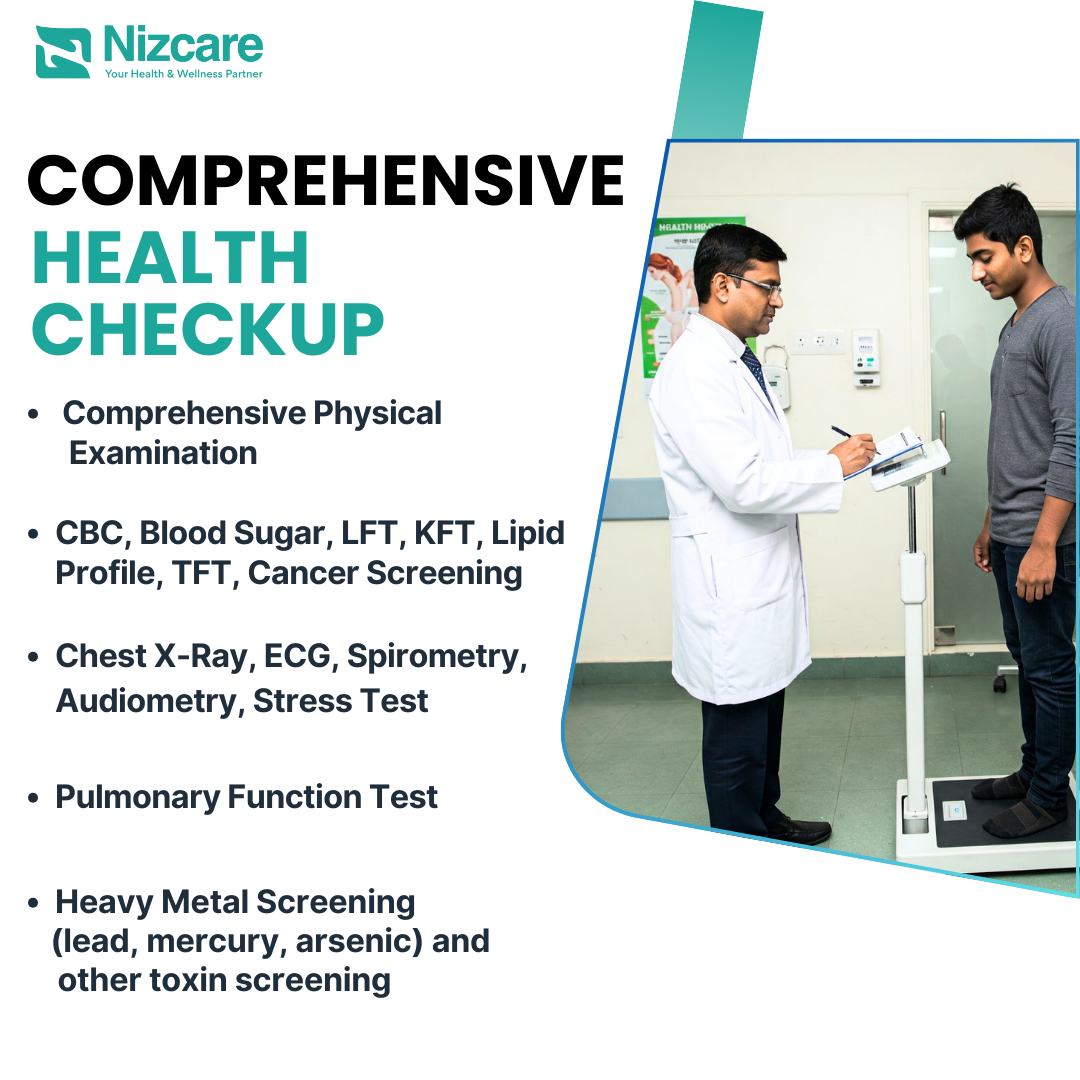 Nizcare
Your Health & Wellness Partner
COMPREHENSIVE
HEALTH
CHECKUP
• Comprehensive Physical
Examination
• CBC, Blood Sugar, LFT, KFT, Lipid
Profile, TFT, Cancer Screening
• Chest X-Ray, ECG, Spirometry,
Audiometry, Stress Test
• Pulmonary Function Test
• Heavy Metal Screening
(lead, mercury, arsenic) and
other toxin screening
HEALTH